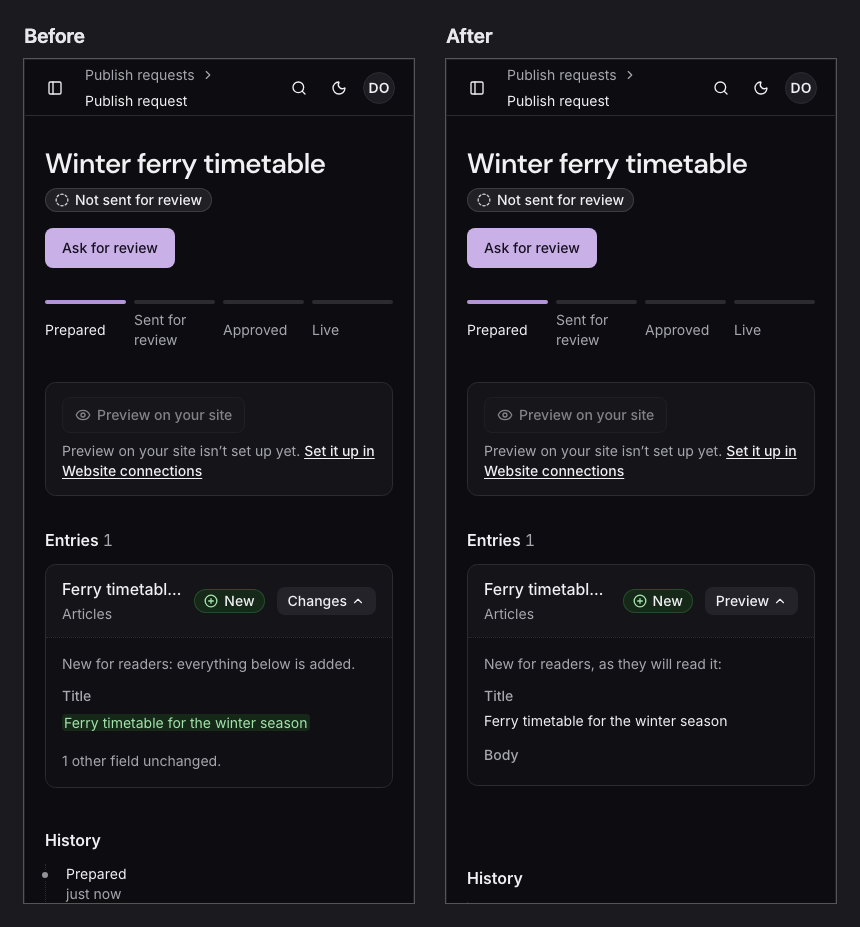 Before
Publish requests
Publish request
DO
Winter ferry timetable
Not sent for review
Ask for review
Prepared
Sent for
review
Approved
Live
Preview on your site
Preview on your site isn’t set up yet. Set it up in
Website connections
Entries 1
Ferry timetabl...
Articles
New
Changes
New for readers: everything below is added.
Title
Ferry timetable for the winter season
1 other field unchanged.
History
Prepared
just now
After
Publish requests
Publish request
DO
Winter ferry timetable
Not sent for review
Ask for review
Prepared
Sent for
review
Approved
Live
Preview on your site
Preview on your site isn’t set up yet. Set it up in
Website connections
Entries 1
Ferry timetabl...
Articles
New
Preview
New for readers, as they will read it:
Title
Ferry timetable for the winter season
Body
History